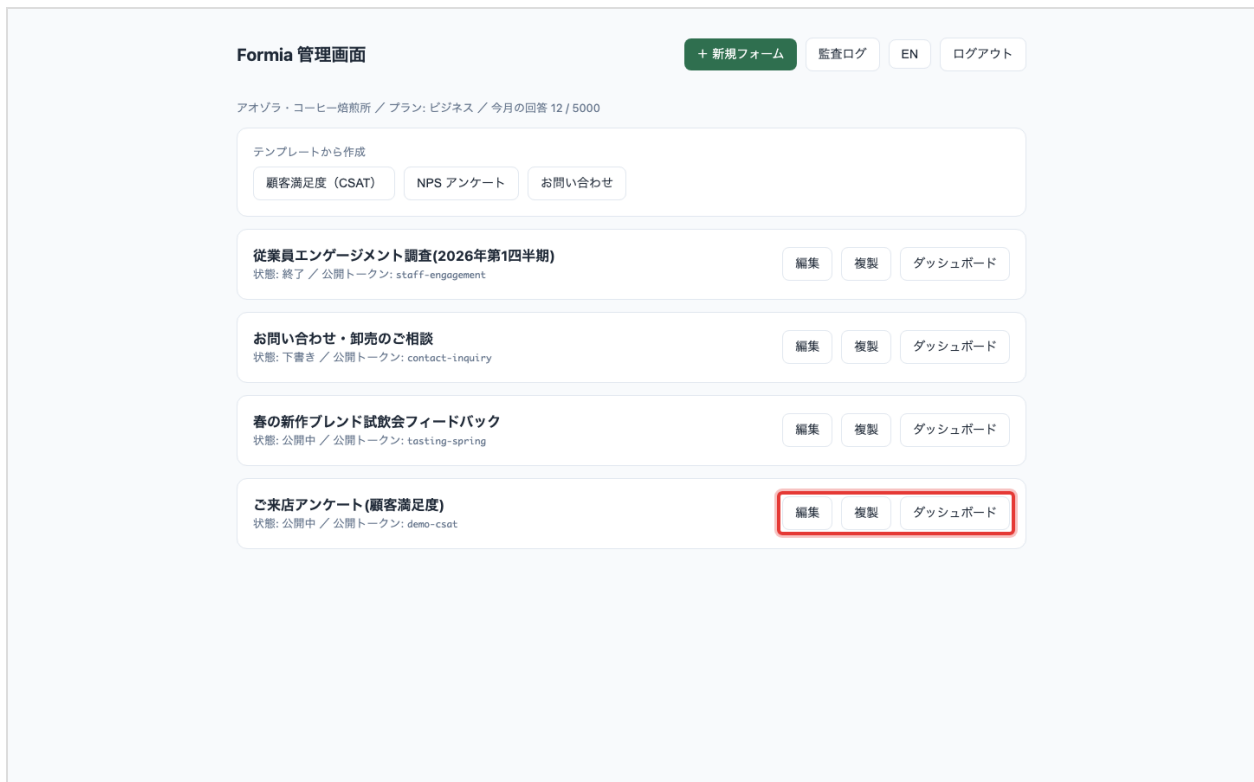 Formia 管理画面
+ 新規フォーム 監査ログ EN ログアウト
アオゾラ・コーヒー焙煎所 ／ プラン: ビジネス ／ 今月の回答 12 / 5000
テンプレートから作成
顧客満足度（CSAT） NPS アンケート お問い合わせ
従業員エンゲージメント調査(2026年第1四半期)
状態: 終了 ／ 公開トークン: staff-engagement
編集 複製 ダッシュボード
お問い合わせ・卸売のご相談
状態: 下書き ／ 公開トークン: contact-inquiry
編集 複製 ダッシュボード
春の新作ブレンド試飲会フィードバック
状態: 公開中 ／ 公開トークン: tasting-spring
編集 複製 ダッシュボード
ご来店アンケート(顧客満足度)
状態: 公開中 ／ 公開トークン: demo-csat
編集 複製 ダッシュボード